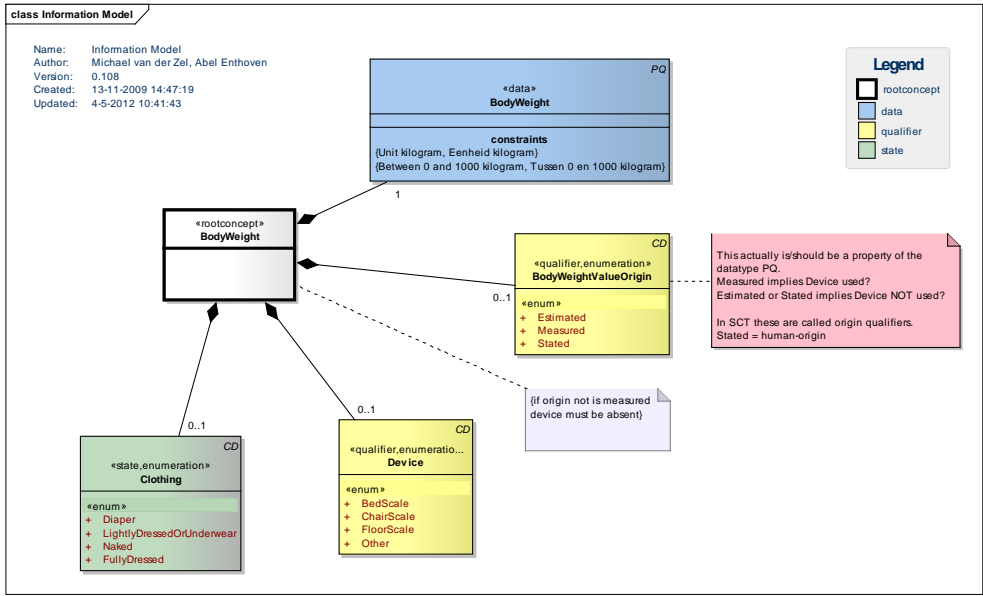 class Information Model
Name: Information Model
Author: Michael van der Zel, Abel Enthoven
Version: 0.108
Created: 13-11-2009 14:47:19
Updated: 4-5-2012 10:41:43
PQ
«data»
BodyWeight
constraints
{Unit kilogram, Eenheid kilogram}
{Between 0 and 1000 kilogram, Tussen 0 en 1000 kilogram}
Legend
rootconcept
data
qualifier
state
1
«rootconcept»
BodyWeight
CD
«qualifier,enumeration»
BodyWeightValueOrigin
«enum»
+ Estimated
+ Measured
+ Stated
0..1
This actually is/should be a property of the
datatype PQ.
Measured implies Device used?
Estimated or Stated implies Device NOT used?
In SCT these are called origin qualifiers.
Stated = human-origin
{if origin not is measured
device must be absent}
0..1
CD
«state,enumeration»
Clothing
«enum»
+ Diaper
+ LightlyDressedOrUnderwear
+ Naked
+ FullyDressed
0..1
CD
«qualifier,enumeratio...
Device
«enum»
+ BedScale
+ ChairScale
+ FloorScale
+ Other